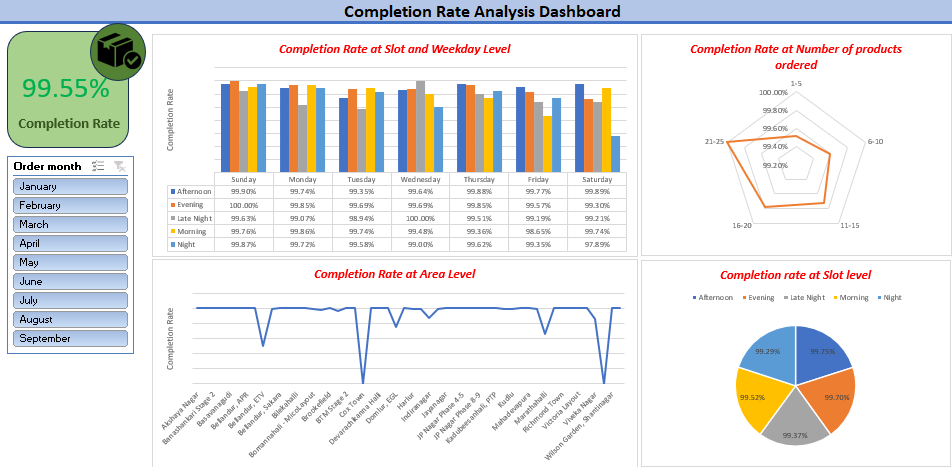 Completion Rate Analysis Dashboard
99.55%
Completion Rate
Order month
January
February
March
April
May
June
July
August
September
Completion Rate at Slot and Weekday Level
Completion Rate
Sunday Monday Tuesday Wednesday Thursday Friday Saturday
Afternoon 99.90% 99.74% 99.35% 99.64% 99.88% 99.77% 99.89%
Evening 100.00% 99.85% 99.69% 99.69% 99.85% 99.57% 99.30%
Late Night 99.63% 99.07% 98.94% 100.00% 99.51% 99.19% 99.21%
Morning 99.76% 99.86% 99.74% 99.48% 99.36% 98.65% 99.74%
Night 99.87% 99.72% 99.58% 99.00% 99.62% 99.35% 97.89%
Completion Rate at Number of products
ordered
1-5
100.00%
99.80%
99.60%
99.40%
99.20%
21-25
6-10
16-20
11-15
Completion Rate at Area Level
Completion Rate
Akshaya Nagar
Banashankari Stage 2
Basavanagudi
Bellandur, APR
Bellandur, ETV
Bellandur, Sakara
Bilekahalli
Bomannahali - MicoLayout
Brookefield
BTM Stage 2
Cox Town
Devarachikanna Halli
Domlur, EGL
Harlur
Indiranagar
Jayanagar
JP Nagar Phase 4-5
JP Nagar Phase 8-9
Kadubeesanhali, PTP
Kudlu
Mahadevapura
Marathahalli
Richmond Town
Victoria Layout
Viveka Nagar
Wilson Garden, Shantinagar
Completion rate at Slot level
Afternoon Evening Late Night Morning Night
99.29%
99.75%
99.52%
99.70%
99.37%